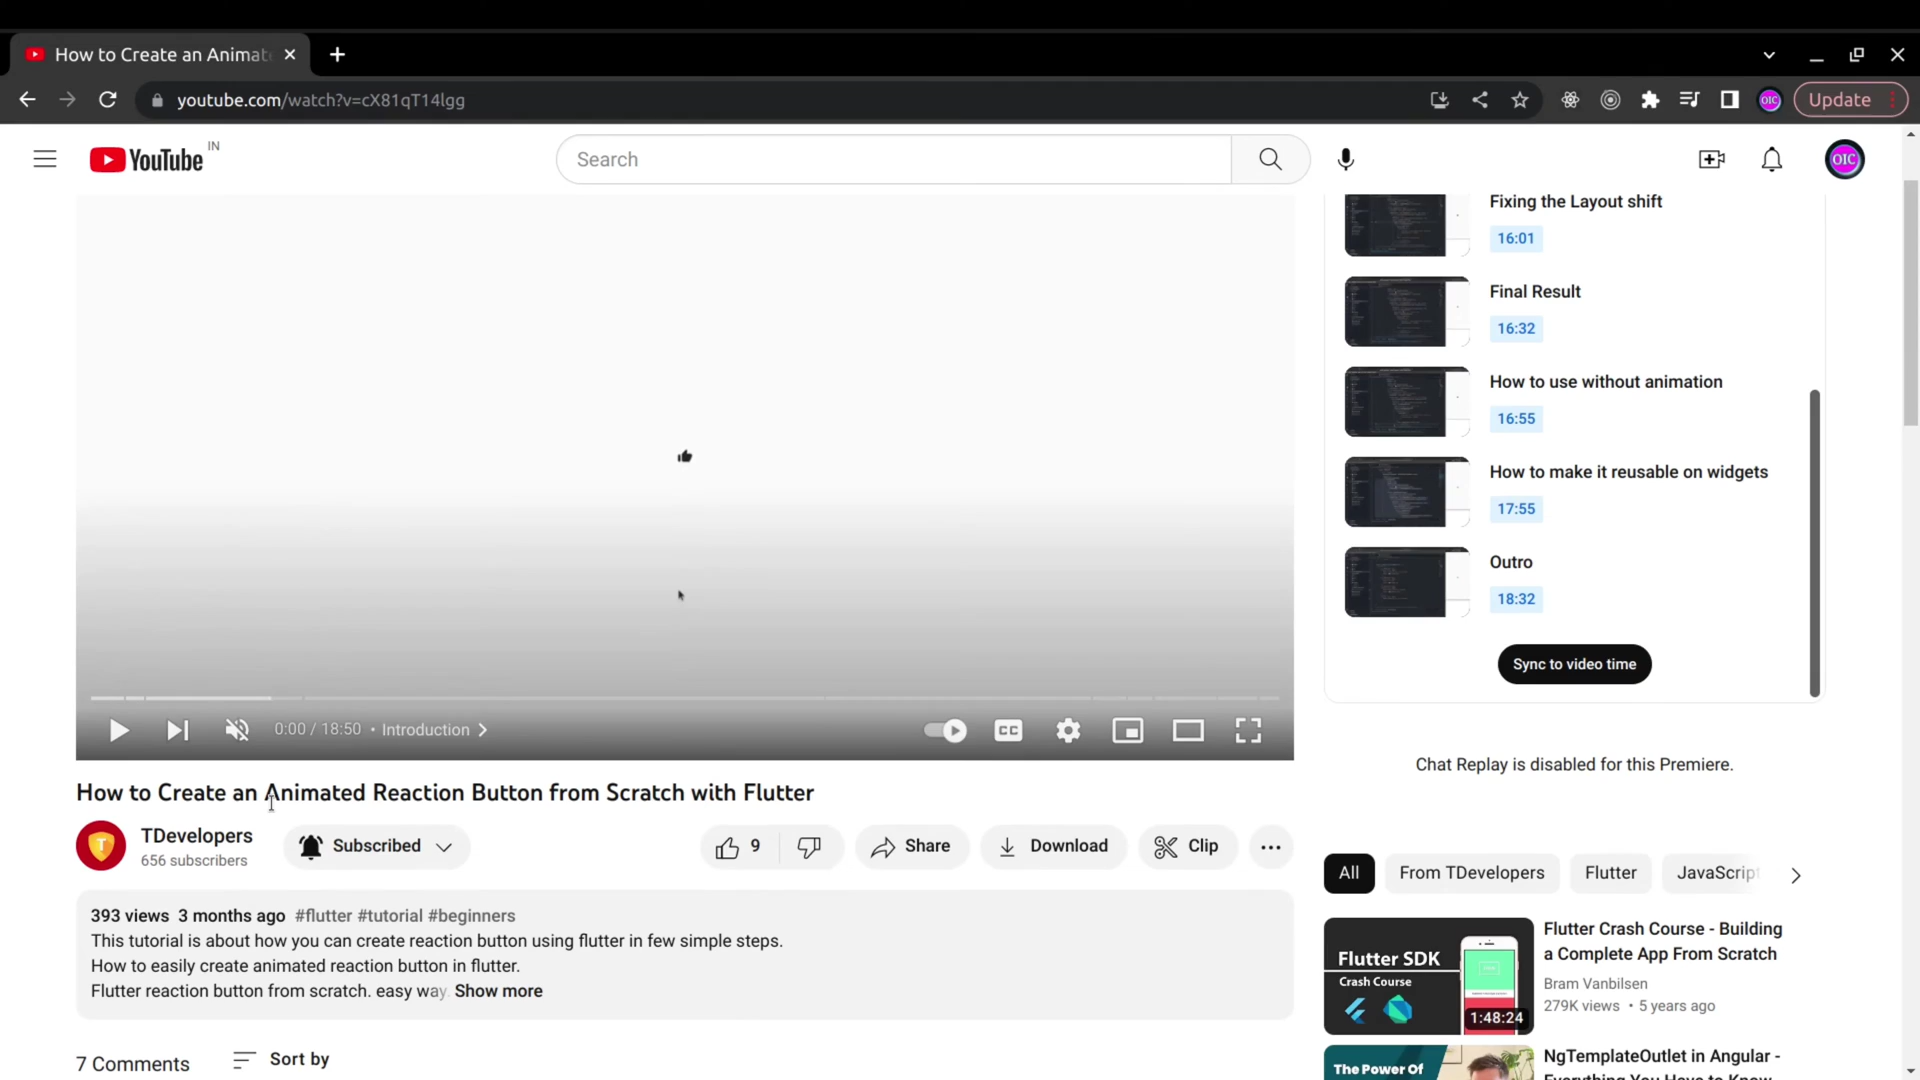 How to Create an Animat
youtube.com/watch?v=cX81qT14lgg
OIC
Update
YouTube IN
Search
OIC
Fixing the Layout shift
16:01
Final Result
16:32
How to use without animation
16:55
How to make it reusable on widgets
17:55
Outro
18:32
Sync to video time
0:00 / 18:50 • Introduction
CC
How to Create an Animated Reaction Button from Scratch with Flutter
T
TDevelopers
656 subscribers
Subscribed
9
Share
Download
Clip
393 views 3 months ago #flutter #tutorial #beginners
This tutorial is about how you can create reaction button using flutter in few simple steps.
How to easily create animated reaction button in flutter.
Flutter reaction button from scratch. easy way. Show more
7 Comments
Sort by
Chat Replay is disabled for this Premiere.
All
From TDevelopers
Flutter
JavaScrip
Flutter SDK
Crash Course
1:48:24
Flutter Crash Course - Building
a Complete App From Scratch
Bram Vanbilsen
279K views • 5 years ago
The Power Of
NgTemplateOutlet in Angular -
Everything You Have to Know